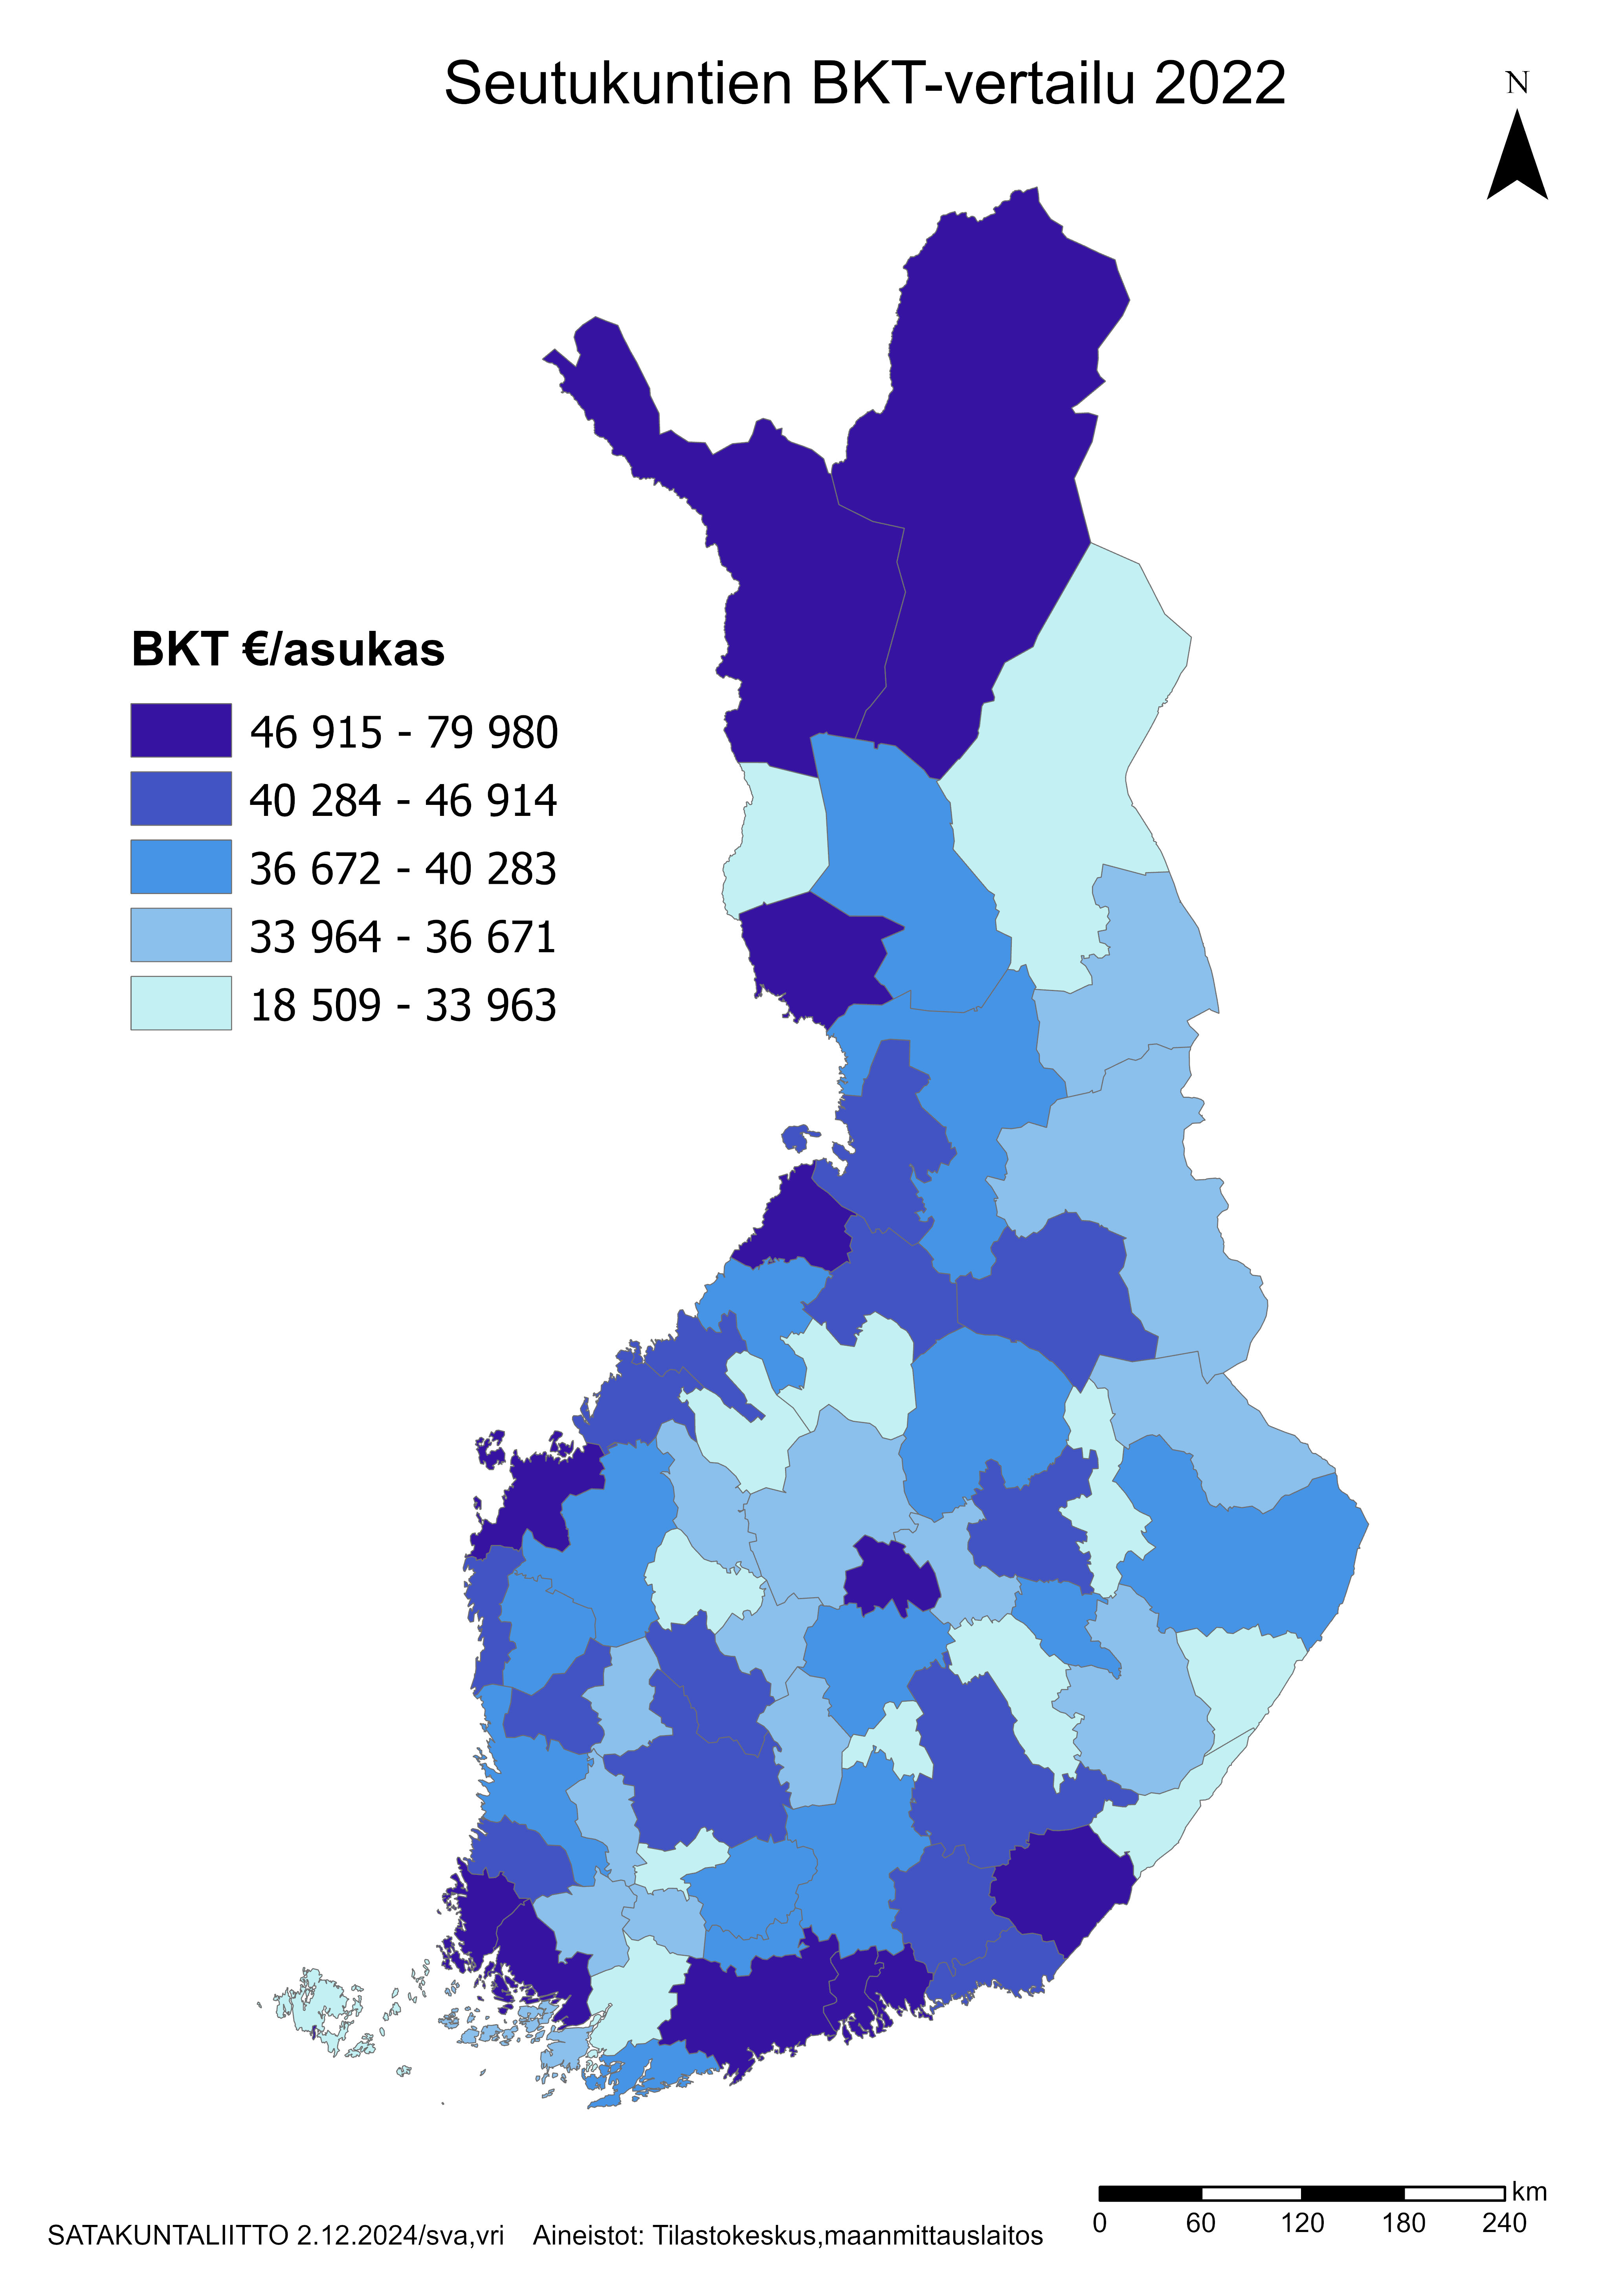 Seutukuntien BKT-vertailu 2022
N
BKT €/asukas
46 915 - 79 980
40 284 - 46 914
36 672 - 40 283
33 964 - 36 671
18 509 - 33 963
km
0 60 120 180 240
SATAKUNTALIITTO 2.12.2024/sva,vri Aineistot: Tilastokeskus,maanmittauslaitos